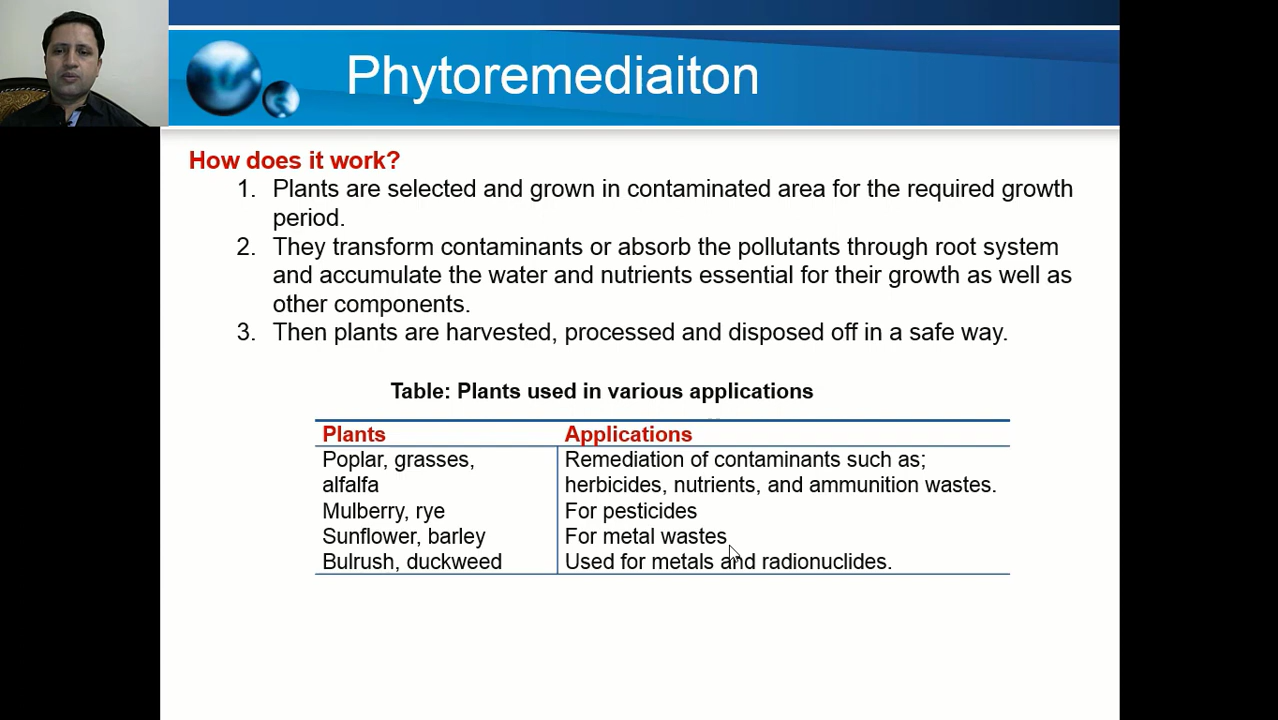 Phytoremediaiton
How does it work?
1. Plants are selected and grown in contaminated area for the required growth
period.
2. They transform contaminants or absorb the pollutants through root system
and accumulate the water and nutrients essential for their growth as well as
other components.
3. Then plants are harvested, processed and disposed off in a safe way.
Table: Plants used in various applications
Plants Applications
Poplar, grasses, Remediation of contaminants such as;
alfalfa herbicides, nutrients, and ammunition wastes.
Mulberry, rye For pesticides
Sunflower, barley For metal wastes
Bulrush, duckweed Used for metals and radionuclides.